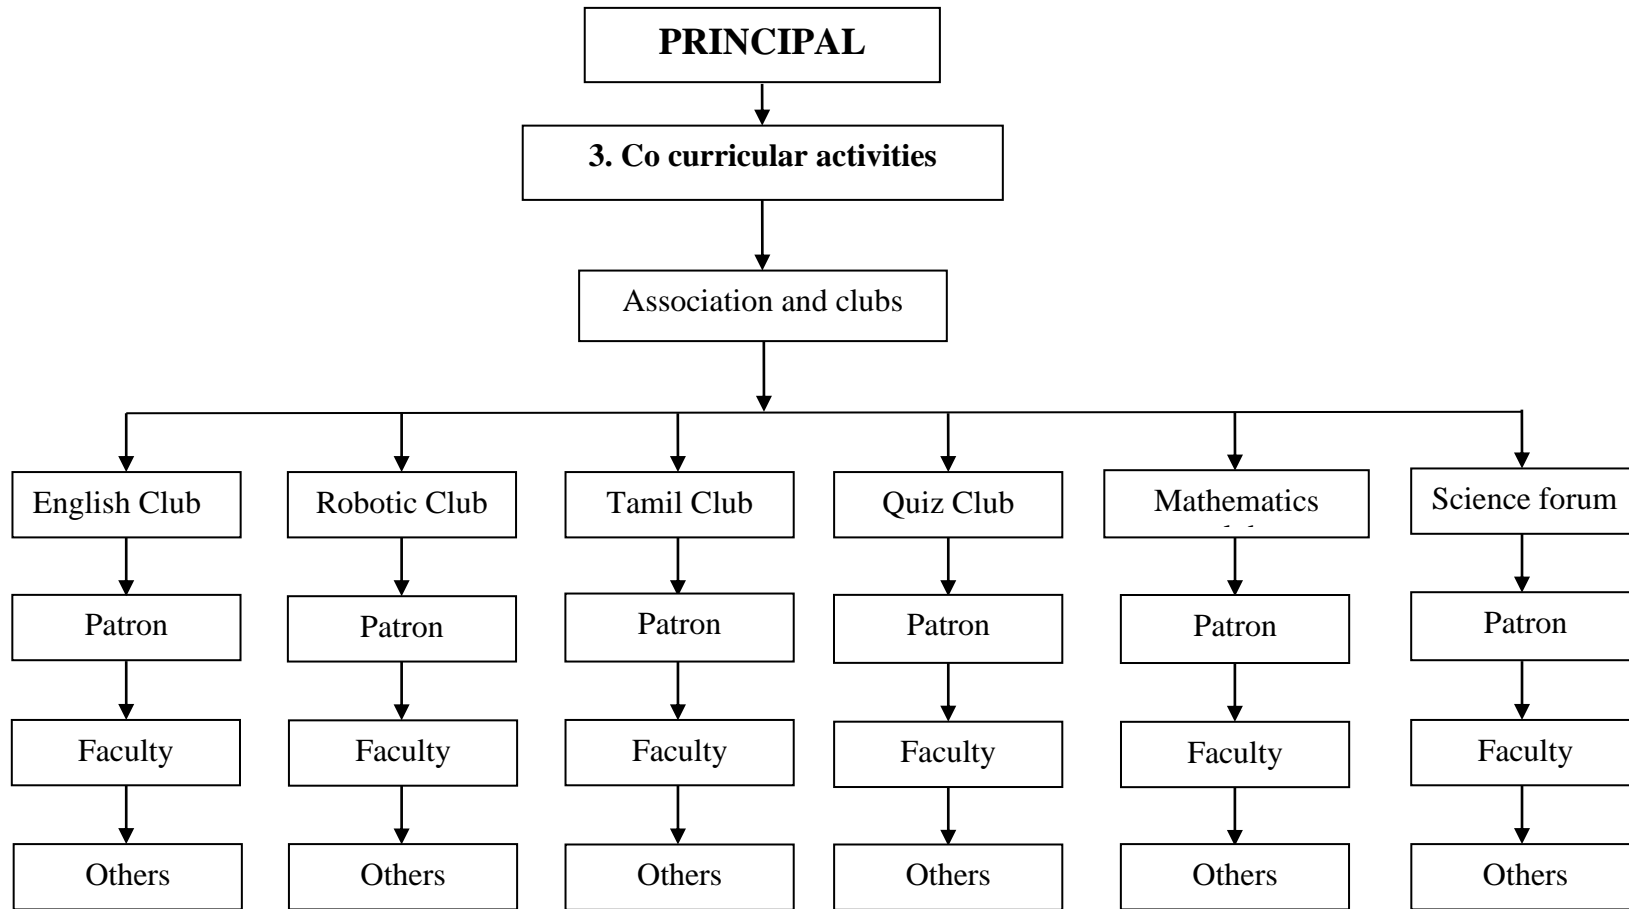 PRINCIPAL
3. Co curricular activities
Association and clubs
English Club
Robotic Club
Tamil Club
Quiz Club
Mathematics
Science forum
Patron
Patron
Patron
Patron
Patron
Patron
Faculty
Faculty
Faculty
Faculty
Faculty
Faculty
Others
Others
Others
Others
Others
Others